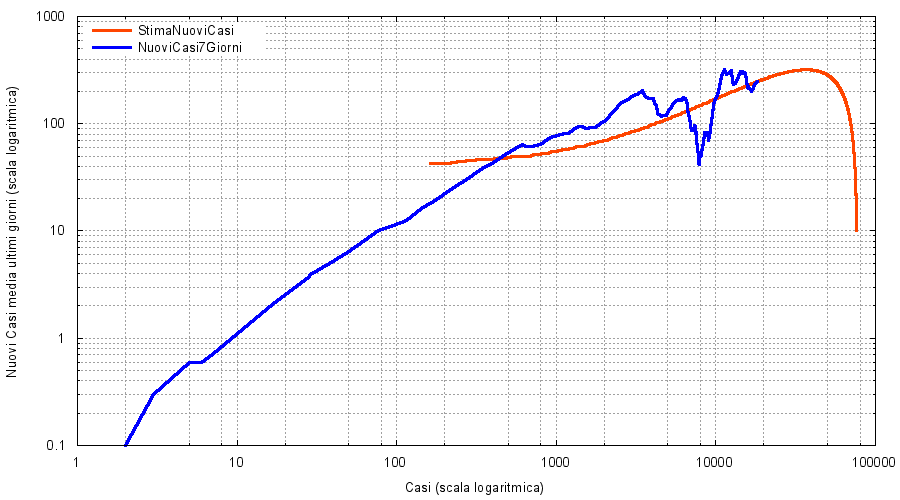 1000
StimaNuoviCasi
NuoviCasi7Giorni
100
10
1
0.1
Nuovi Casi media ultimi giorni (scala logaritmica)
1 10 100 1000 10000 100000
Casi (scala logaritmica)